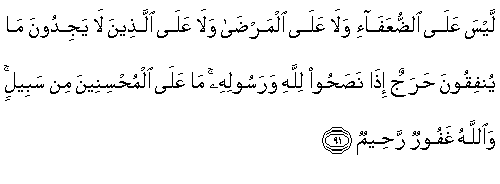 لَّيْسَ عَلَى ٱلضُّعَفَآءِ وَلَا عَلَى ٱلْمَرْضَىٰ وَلَا عَلَى ٱلَّذِينَ لَا يَجِدُونَ مَا
يُنفِقُونَ حَرَجٌ إِذَا نَصَحُوا۟ لِلَّهِ وَرَسُولِهِۦ ۚ مَا عَلَى ٱلْمُحْسِنِينَ مِن سَبِيلٍ ۚ
وَٱللَّهُ غَفُورٌ رَّحِيمٌ ﴿٩١﴾